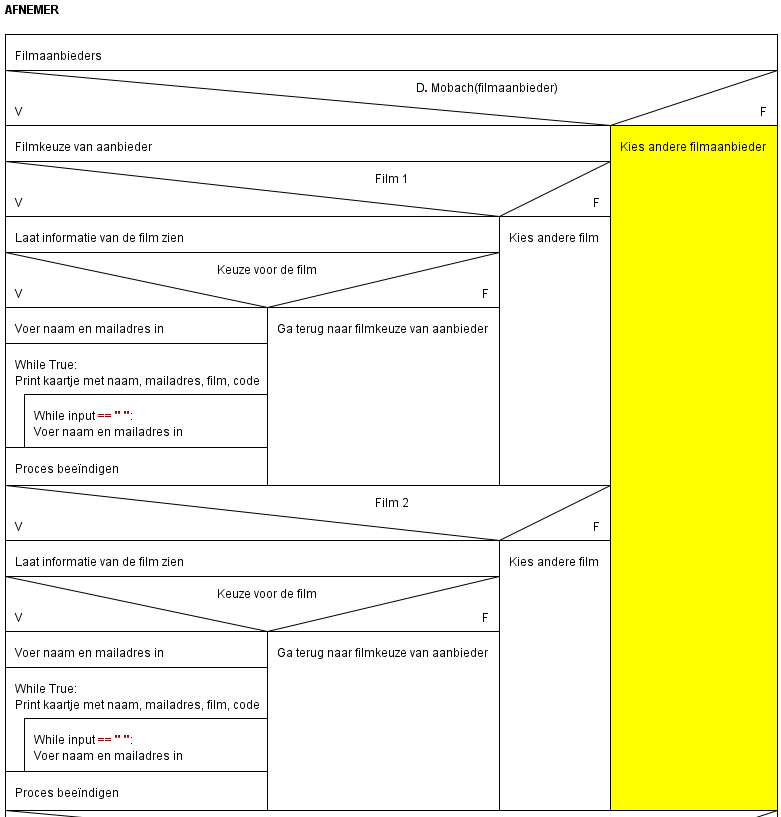 AFNEMER
Filmaanbieders
D. Mobach(filmaanbieder)
V F
Filmkeuze van aanbieder Kies andere filmaanbieder
Film 1
V F
Laat informatie van de film zien Kies andere film
Keuze voor de film
V F
Voer naam en mailadres in Ga terug naar filmkeuze van aanbieder
While True:
Print kaartje met naam, mailadres, film, code
While input == " ":
Voer naam en mailadres in
Proces beeïndigen
Film 2
V F
Laat informatie van de film zien Kies andere film
Keuze voor de film
V F
Voer naam en mailadres in Ga terug naar filmkeuze van aanbieder
While True:
Print kaartje met naam, mailadres, film, code
While input == " ":
Voer naam en mailadres in
Proces beeïndigen